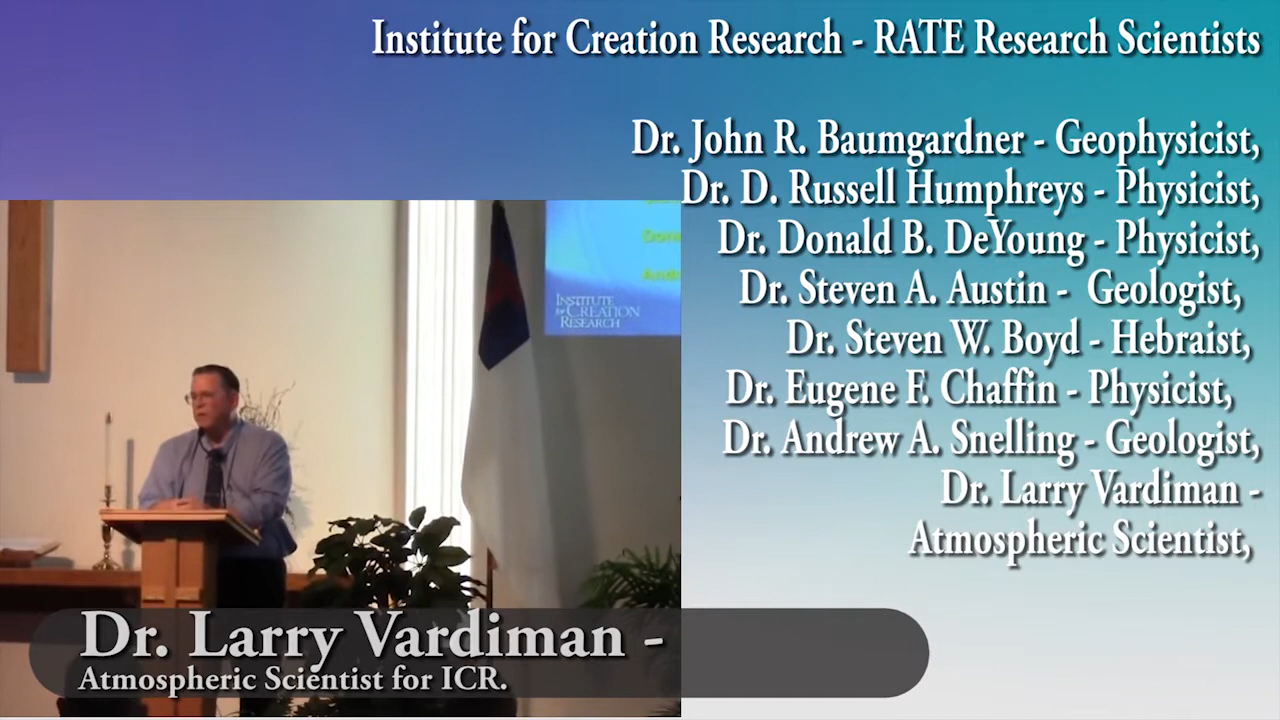 Institute for Creation Research - RATE Research Scientists
Dr. John R. Baumgardner - Geophysicist,
Dr. D. Russell Humphreys - Physicist,
Dr. Donald B. DeYoung - Physicist,
Dr. Steven A. Austin - Geologist,
Dr. Steven W. Boyd - Hebraist,
Dr. Eugene F. Chaffin - Physicist,
Dr. Andrew A. Snelling - Geologist,
Dr. Larry Vardiman -
Atmospheric Scientist,
INSTITUTE
for CREATION
RESEARCH
Dr. Larry Vardiman -
Atmospheric Scientist for ICR.